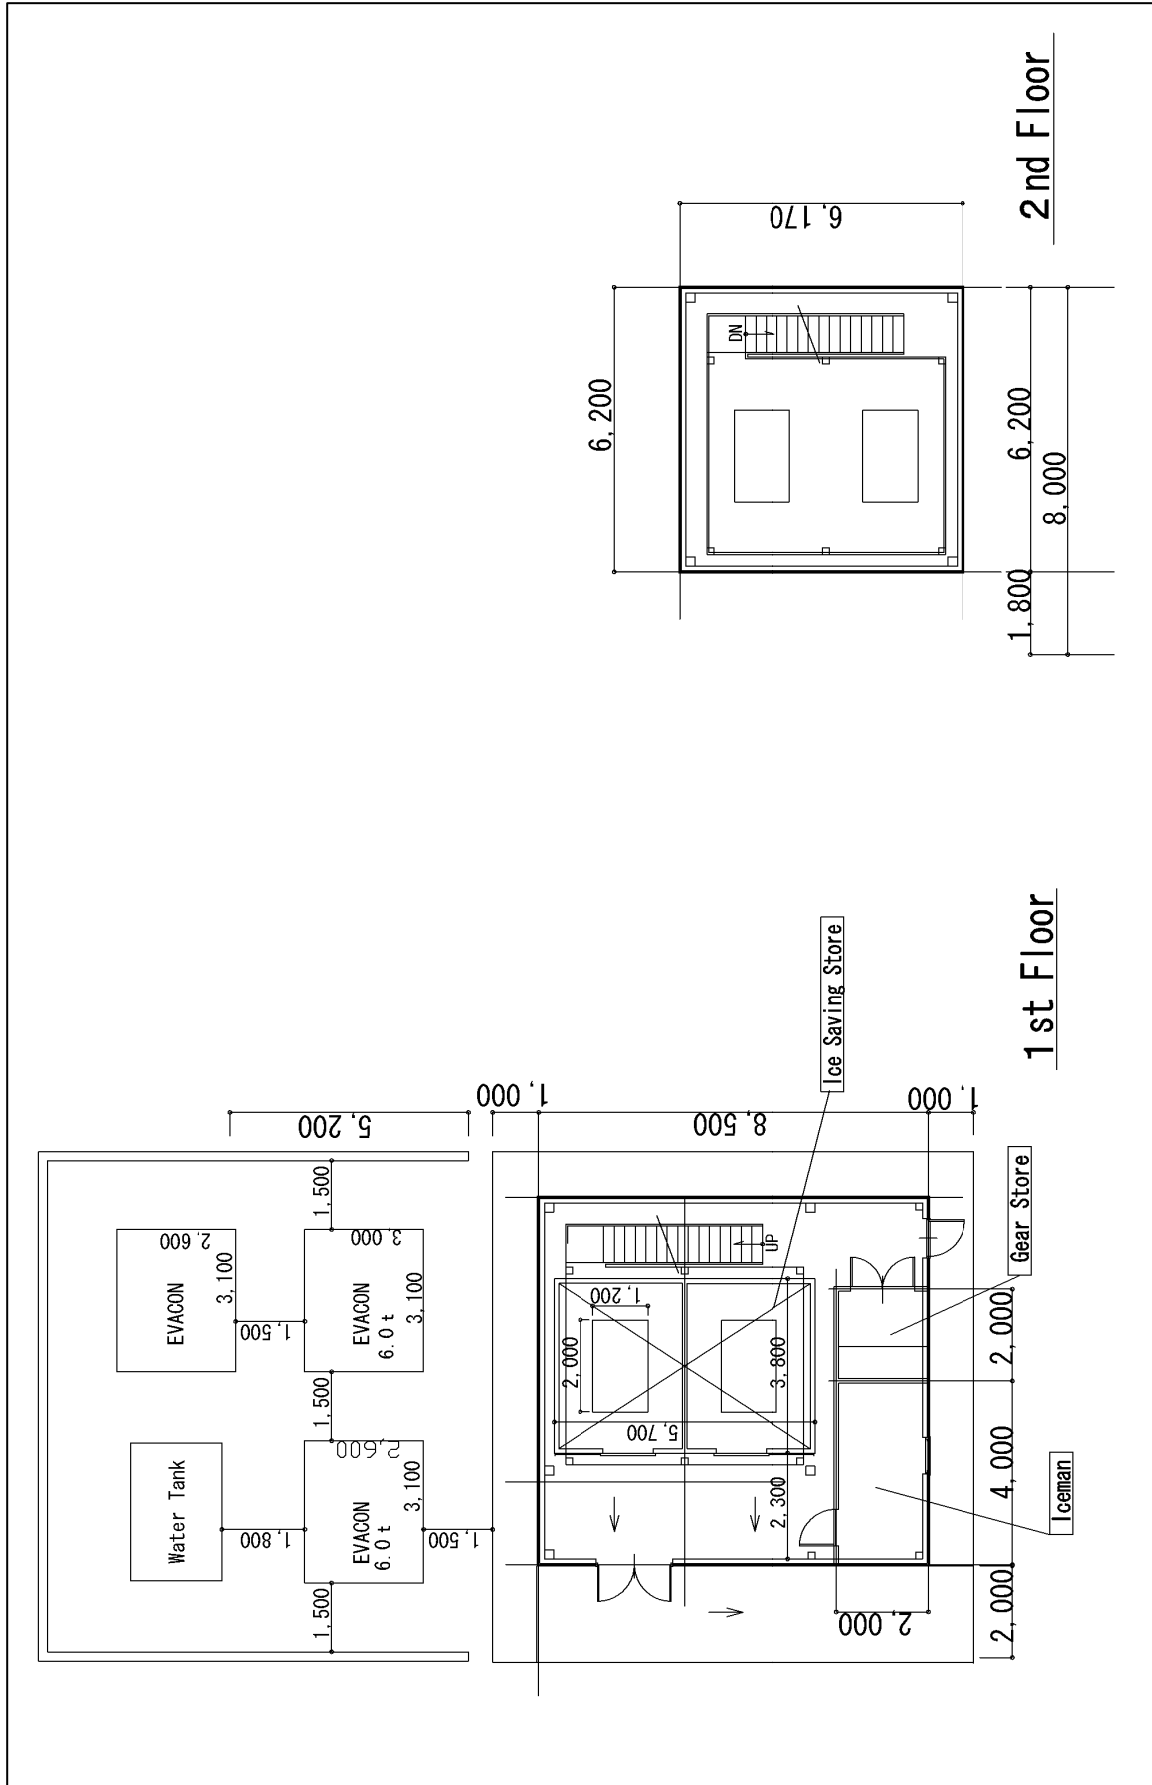 EVACON
2,600
3,100
1,500
1,500
EVACON
6.0t
3,000
3,100
1,500
Water Tank
1,800
EVACON
6.0t
2,600
3,100
1,500
1,500
5,200
1,000
8,500
1,000
UP
1,200
2,000
5,700
3,800
2,300
2,000
Ice Saving Store
Gear Store
Iceman
2,000
4,000
2,000
1st Floor
6,200
6,170
DN
1,800
6,200
8,000
2nd Floor